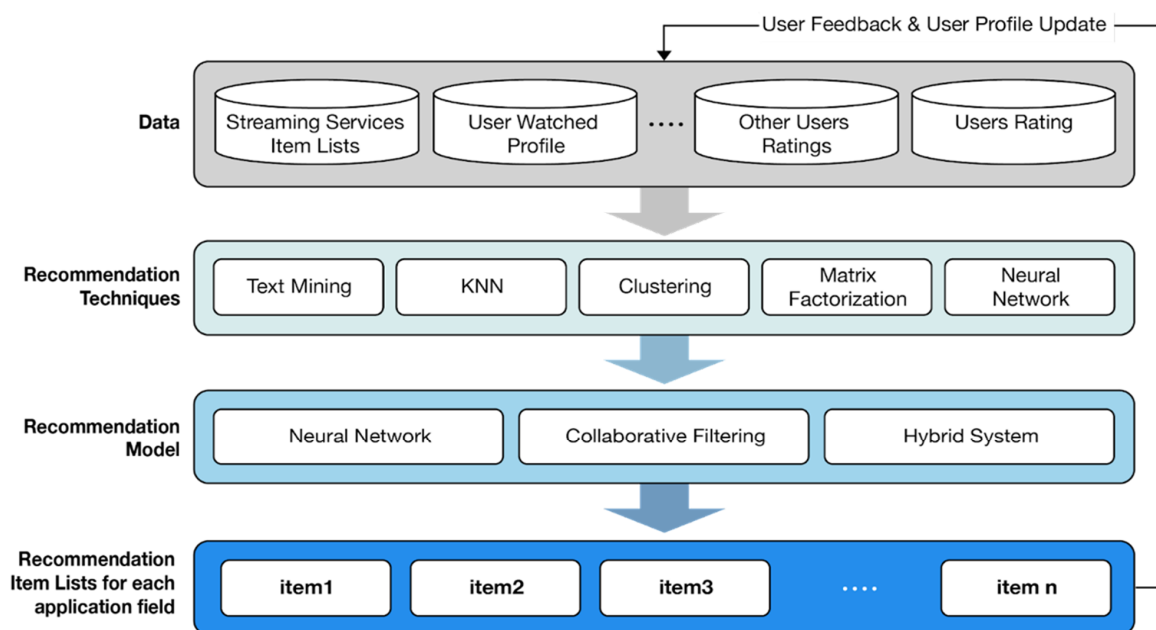 User Feedback & User Profile Update
Data
Streaming Services
Item Lists
User Watched
Profile
....
Other Users
Ratings
Users Rating
Recommendation
Techniques
Text Mining
KNN
Clustering
Matrix
Factorization
Neural
Network
Recommendation
Model
Neural Network
Collaborative Filtering
Hybrid System
Recommendation
Item Lists for each
application field
item1
item2
item3
....
item n